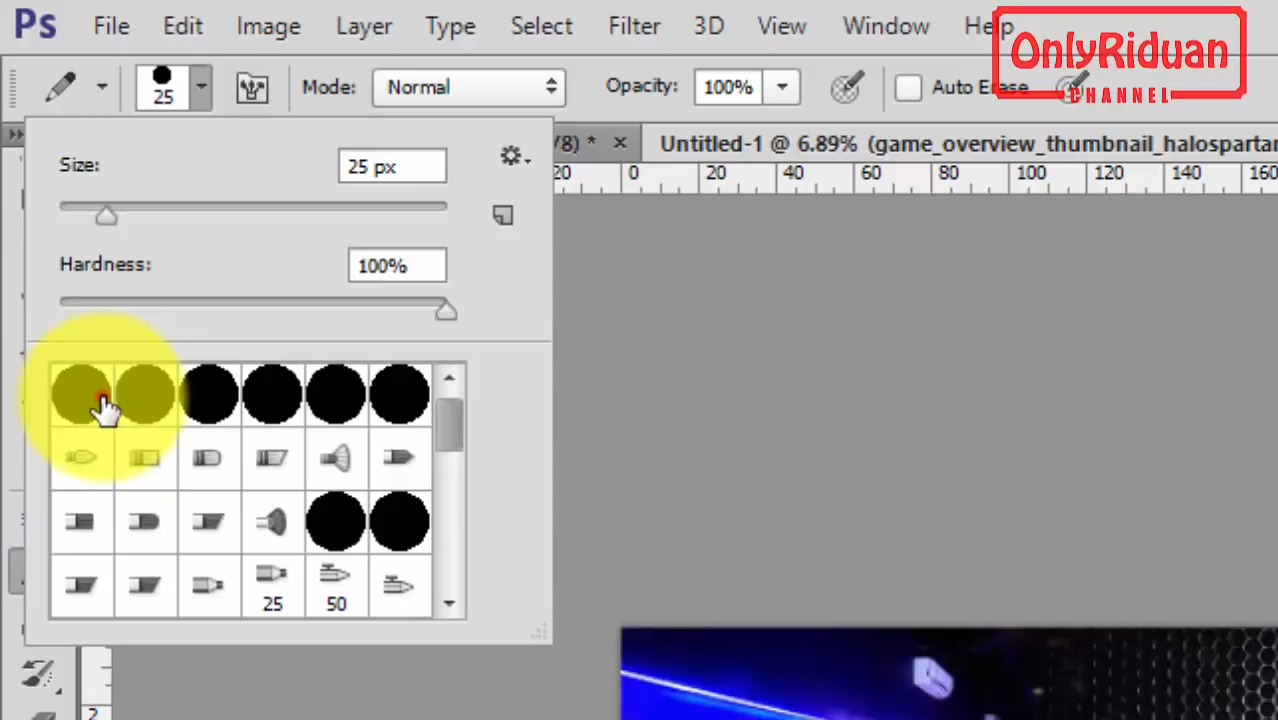 Ps File Edit Image Layer Type Select Filter 3D View Window Help
OnlyRiduan
CHANNEL
25 Mode: Normal Opacity: 100% Auto Erase
/8) * × Untitled-1 @ 6.89% (game_overview_thumbnail_halospartan
20 0 20 40 60 80 100 120 140 160
Size: 25 px
Hardness: 100%
25 50
2